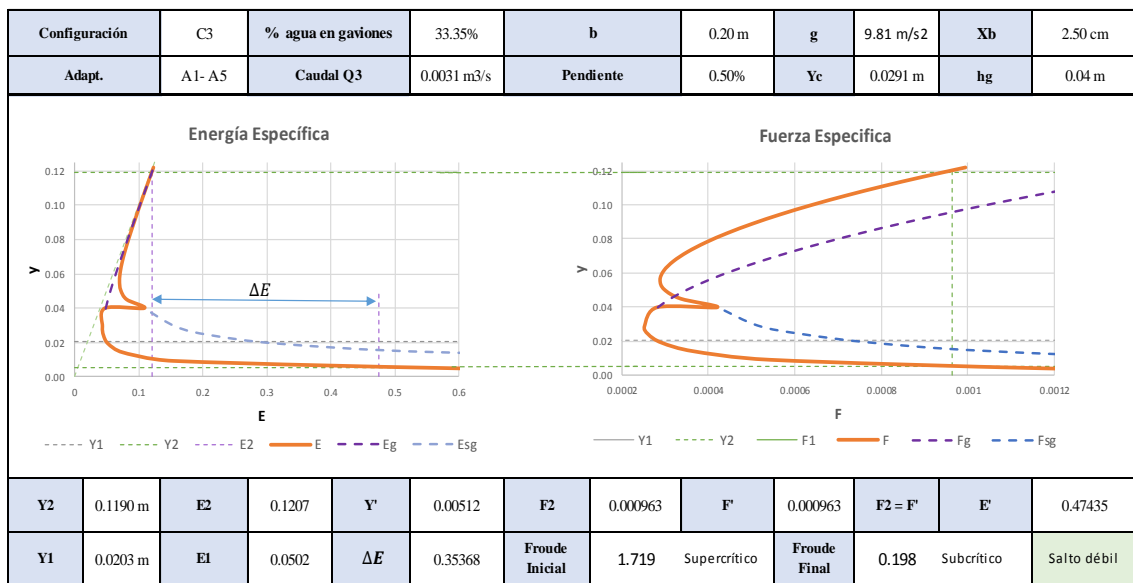 Configuración C3 % agua en gaviones 33.35% b 0.20 m g 9.81 m/s2 Xb 2.50 cm
Adapt. A1- A5 Caudal Q3 0.0031 m3/s Pendiente 0.50% Yc 0.0291 m hg 0.04 m
Energía Específica
0.12
0.10
0.08
0.06
0.04
0.02
0.00
y
ΔE
0 0.1 0.2 0.3 0.4 0.5 0.6
E
Y1 Y2 E2 E Eg Esg
Fuerza Especifica
0.12
0.10
0.08
0.06
0.04
0.02
0.00
y
0.0002 0.0004 0.0006 0.0008 0.001 0.0012
F
Y1 Y2 F1 F Fg Fsg
Y2 0.1190 m E2 0.1207 Y' 0.00512 F2 0.000963 F' 0.000963 F2 = F' E' 0.47435
Y1 0.0203 m E1 0.0502 ΔE 0.35368 Froude Inicial 1.719 Supercrítico Froude Final 0.198 Subcrítico Salto débil